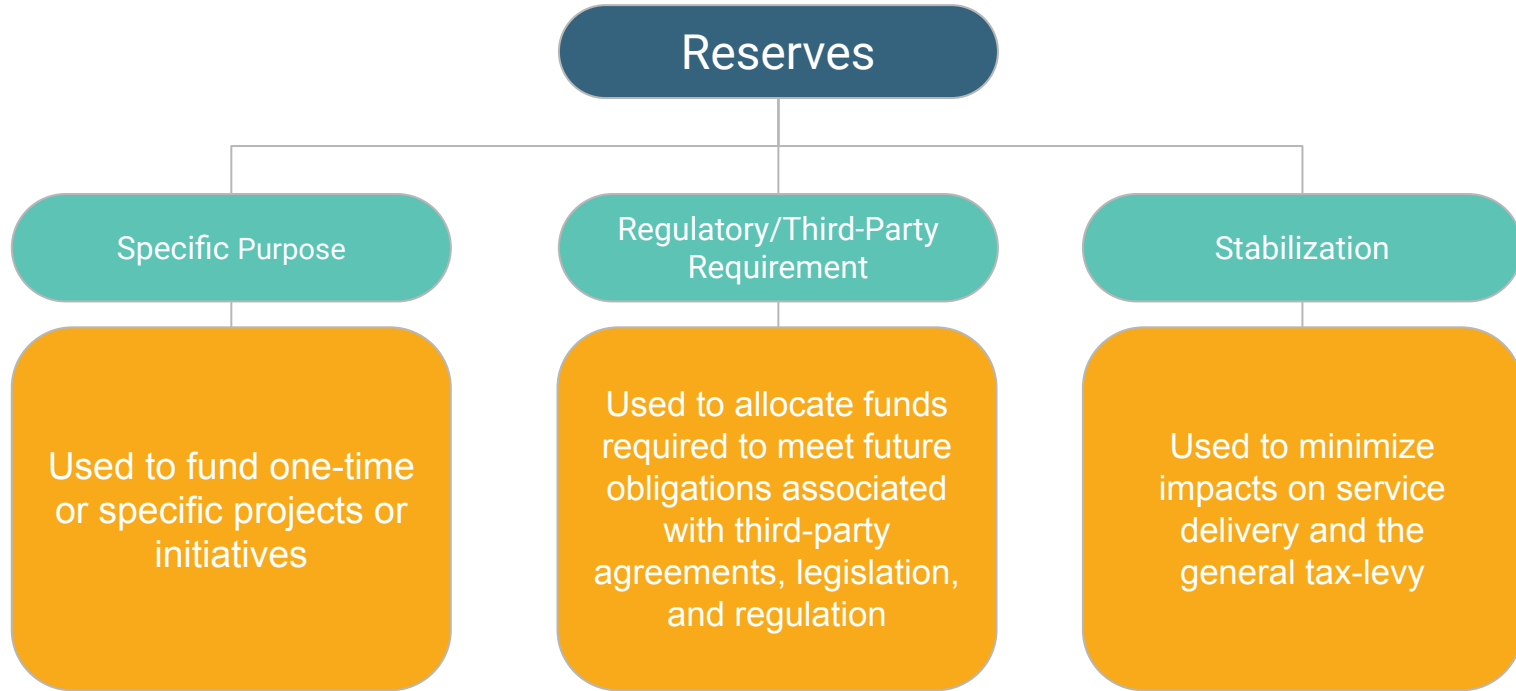 Reserves
Specific Purpose
Regulatory/Third-Party
Requirement
Stabilization
Used to fund one-time
or specific projects or
initiatives
Used to allocate funds
required to meet future
obligations associated
with third-party
agreements, legislation,
and regulation
Used to minimize
impacts on service
delivery and the
general tax-levy